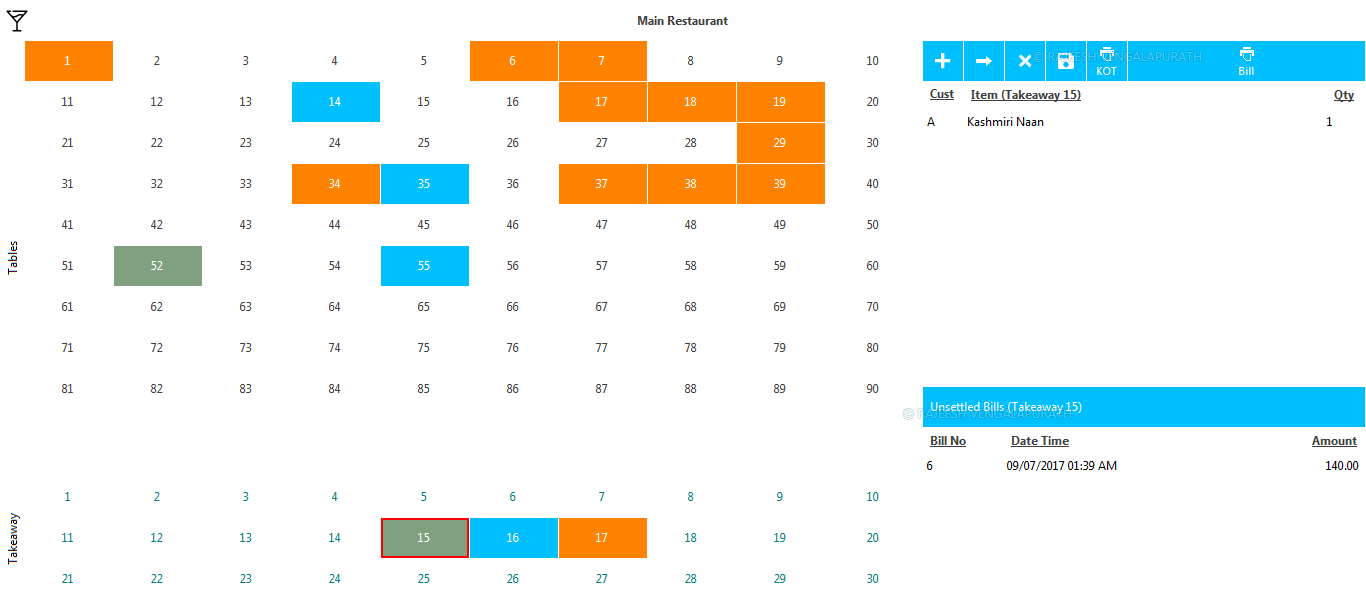 Main Restaurant
1 2 3 4 5 6 7 8 9 10
11 12 13 14 15 16 17 18 19 20
21 22 23 24 25 26 27 28 29 30
31 32 33 34 35 36 37 38 39 40
41 42 43 44 45 46 47 48 49 50
51 52 53 54 55 56 57 58 59 60
61 62 63 64 65 66 67 68 69 70
71 72 73 74 75 76 77 78 79 80
81 82 83 84 85 86 87 88 89 90
Tables
1 2 3 4 5 6 7 8 9 10
11 12 13 14 15 16 17 18 19 20
21 22 23 24 25 26 27 28 29 30
Takeaway
© RAJEESH VENGALAPURATH
KOT Bill
Cust Item (Takeaway 15) Qty
A Kashmiri Naan 1
Unsettled Bills (Takeaway 15)
© RAJEESH VENGALAPURATH
Bill No Date Time Amount
6 09/07/2017 01:39 AM 140.00